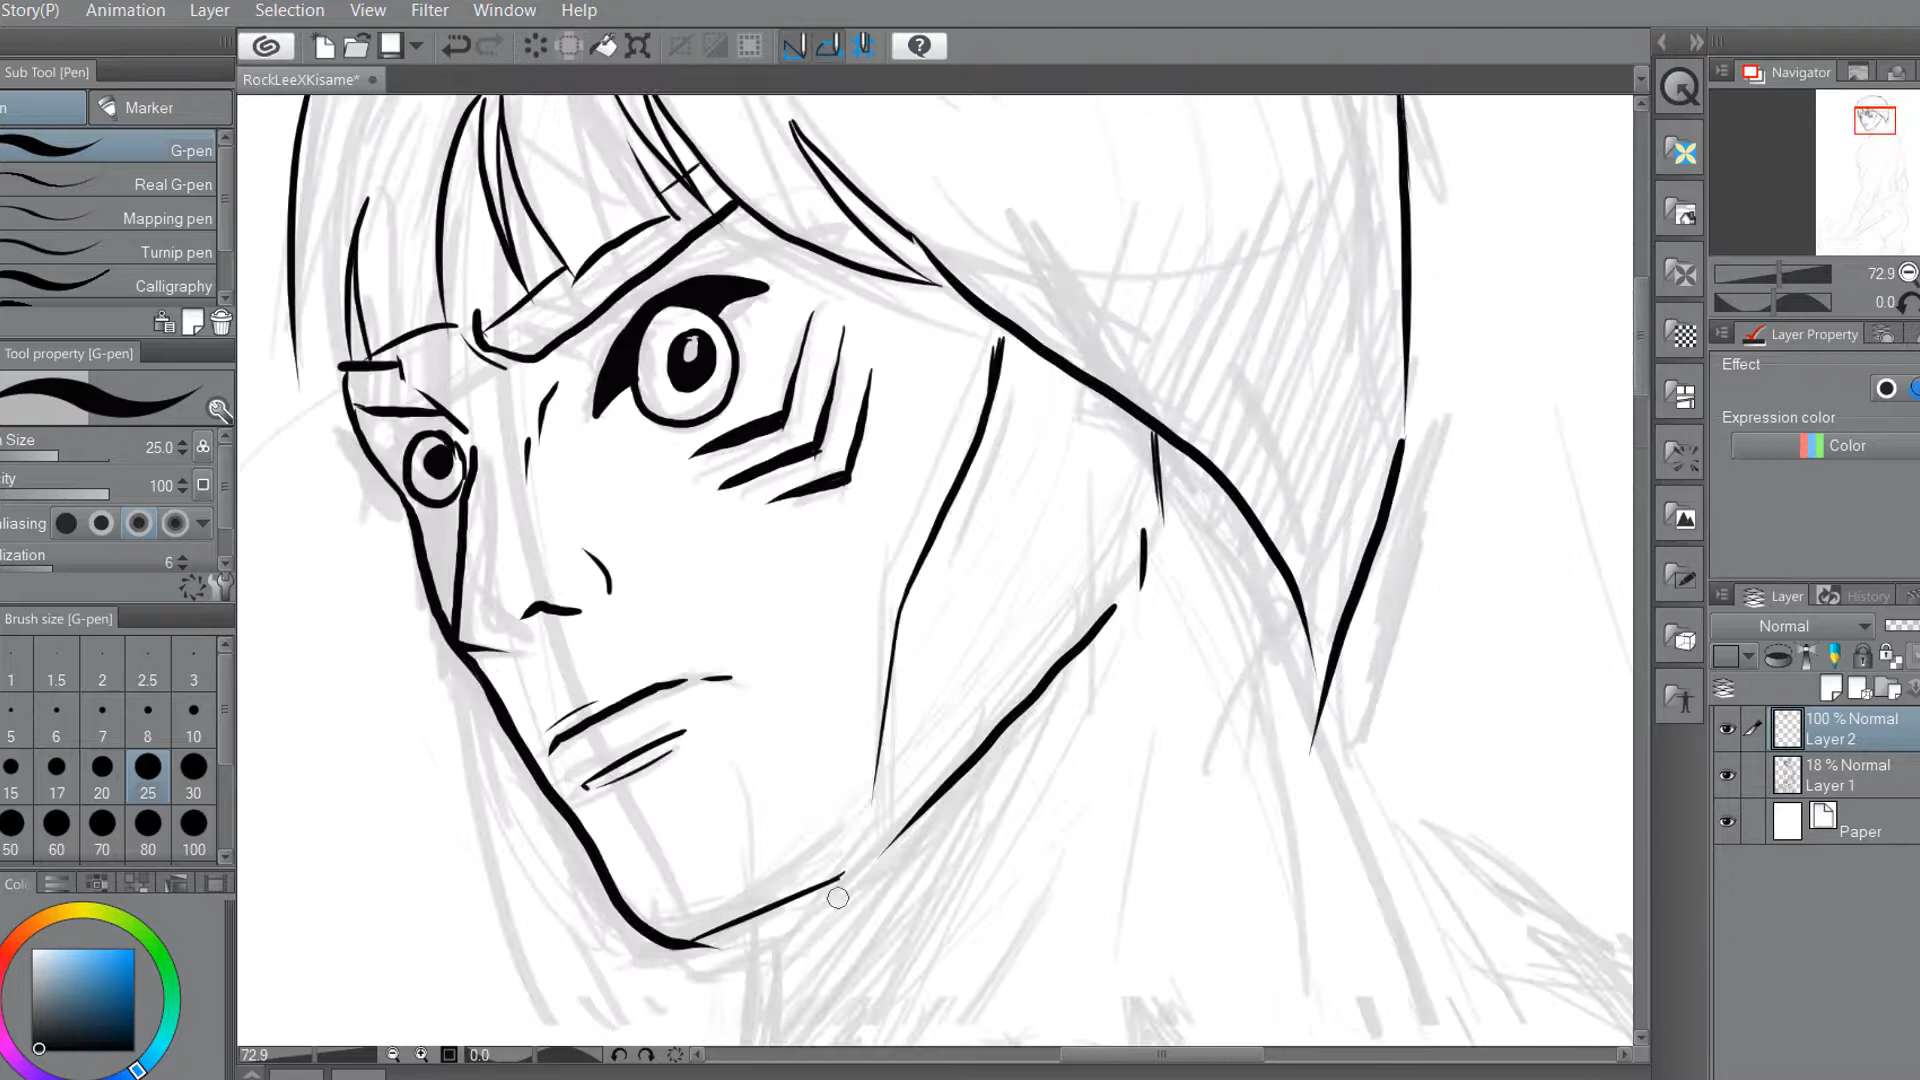 Story(P) Animation Layer Selection View Filter Window Help
RockLeeXKisame*
Sub Tool [Pen]
Marker
G-pen
Real G-pen
Mapping pen
Turnip pen
Calligraphy
Tool property [G-pen]
Size 25.0
100
6
Brush size [G-pen]
1 1.5 2 2.5 3
5 6 7 8 10
15 17 20 25 30
50 60 70 80 100
72.9 0.0
Navigator
72.9
0.0
Layer Property
Effect
Expression color
Color
Layer History
Normal
100 % Normal
Layer 2
18 % Normal
Layer 1
Paper